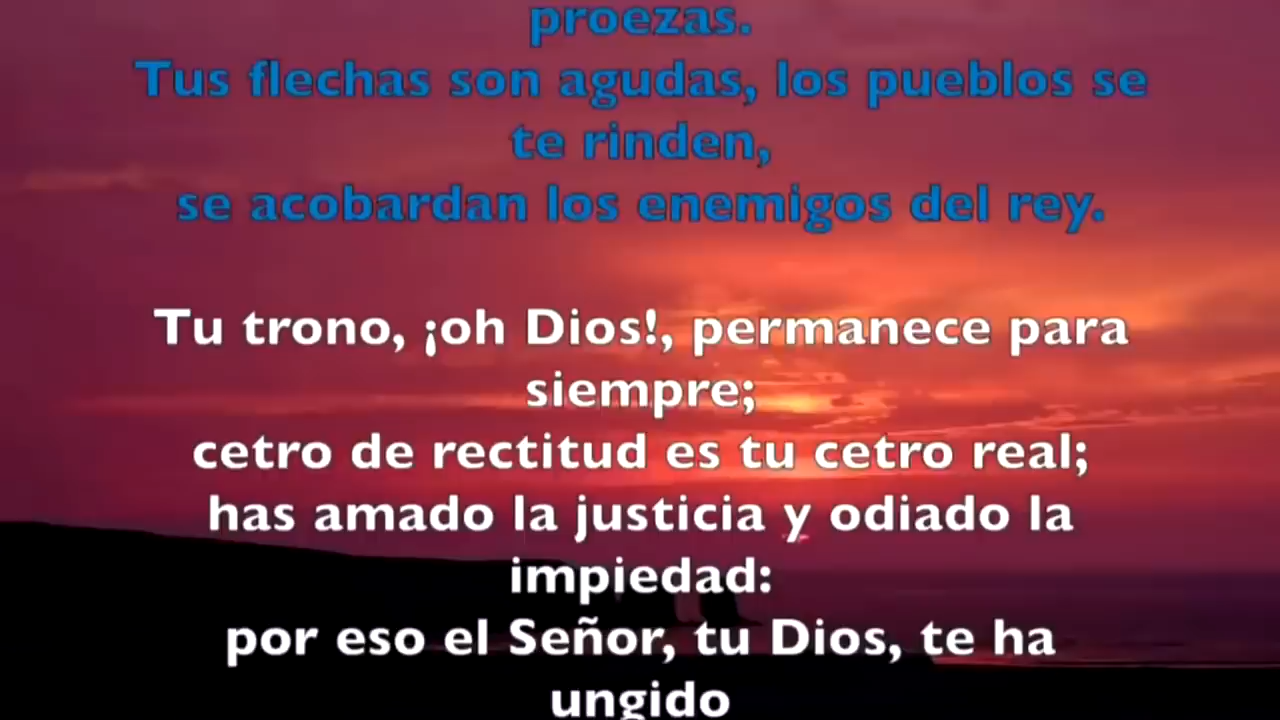 proezas.
Tus flechas son agudas, los pueblos se
te rinden,
se acobardan los enemigos del rey.
Tu trono, ¡oh Dios!, permanece para
siempre;
cetro de rectitud es tu cetro real;
has amado la justicia y odiado la
impiedad:
por eso el Señor, tu Dios, te ha
ungido